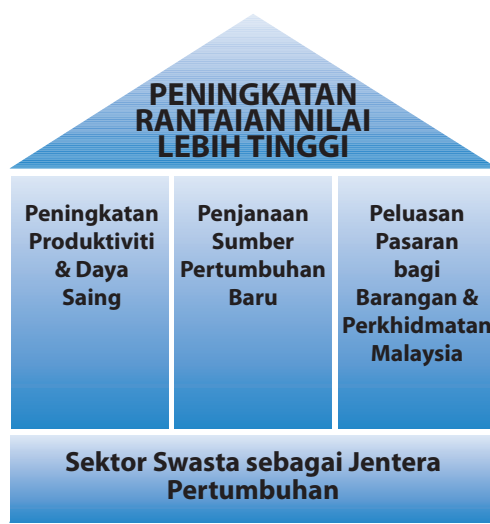 PENINGKATAN
RANTAIAN NILAI
LEBIH TINGGI
Peningkatan
Produktiviti
& Daya
Saing
Penjanaan
Sumber
Pertumbuhan
Baru
Peluasan
Pasaran
bagi
Barangan &
Perkhidmatan
Malaysia
Sektor Swasta sebagai Jentera
Pertumbuhan